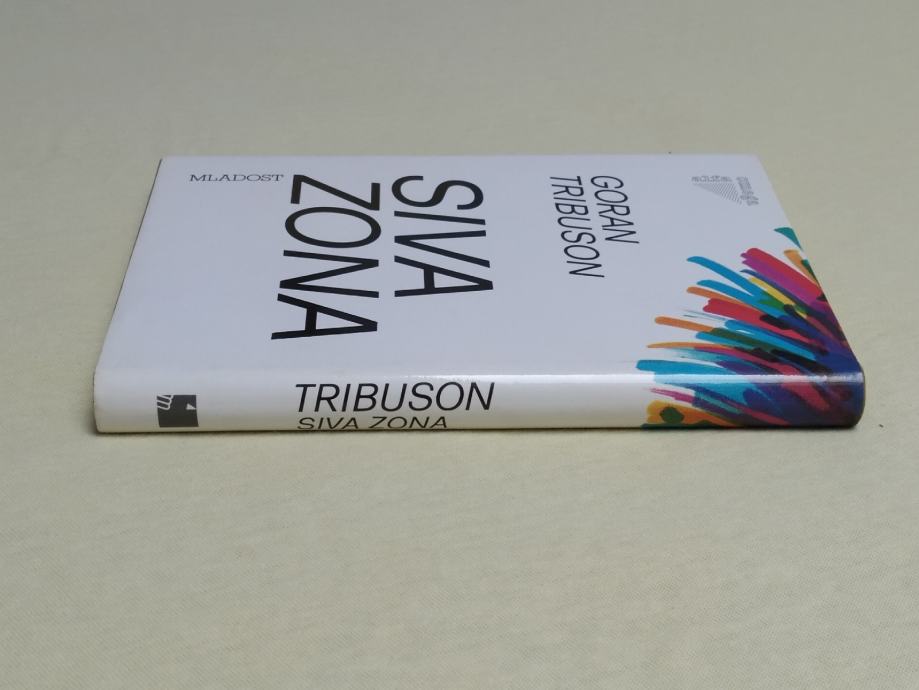 GORAN
TRIBUSON
SIVA
ZONA
MLADOST
TRIBUSON
SIVA ZONA